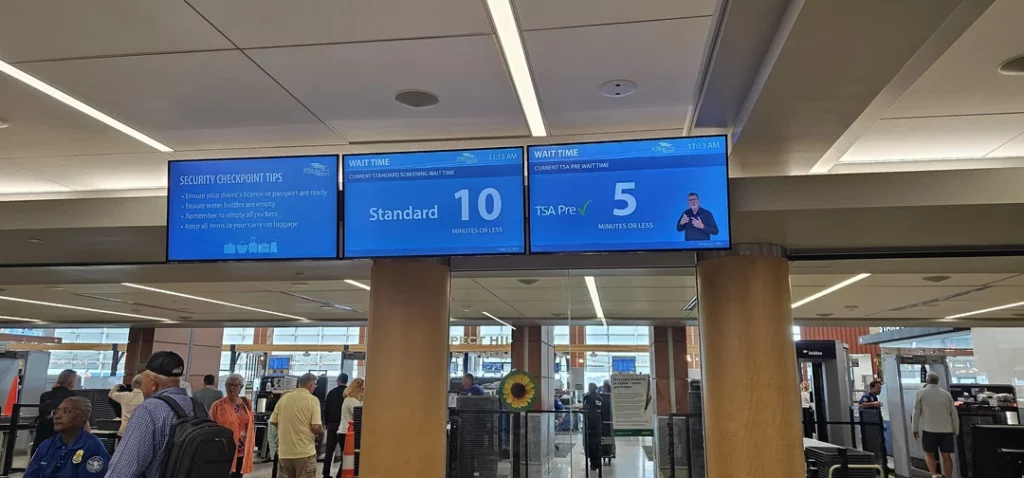 SECURITY CHECKPOINT TIPS
• Ensure your driver's license or passport are ready
• Ensure water bottles are empty
• Remember to empty all pockets
• Keep all items in your carry-on luggage
WAIT TIME
11:13 AM
CURRENT STANDARD SCREENING WAIT TIME
Standard
10
MINUTES OR LESS
WAIT TIME
11:13 AM
CURRENT TSA PRE WAIT TIME
TSA Pre✓
5
MINUTES OR LESS